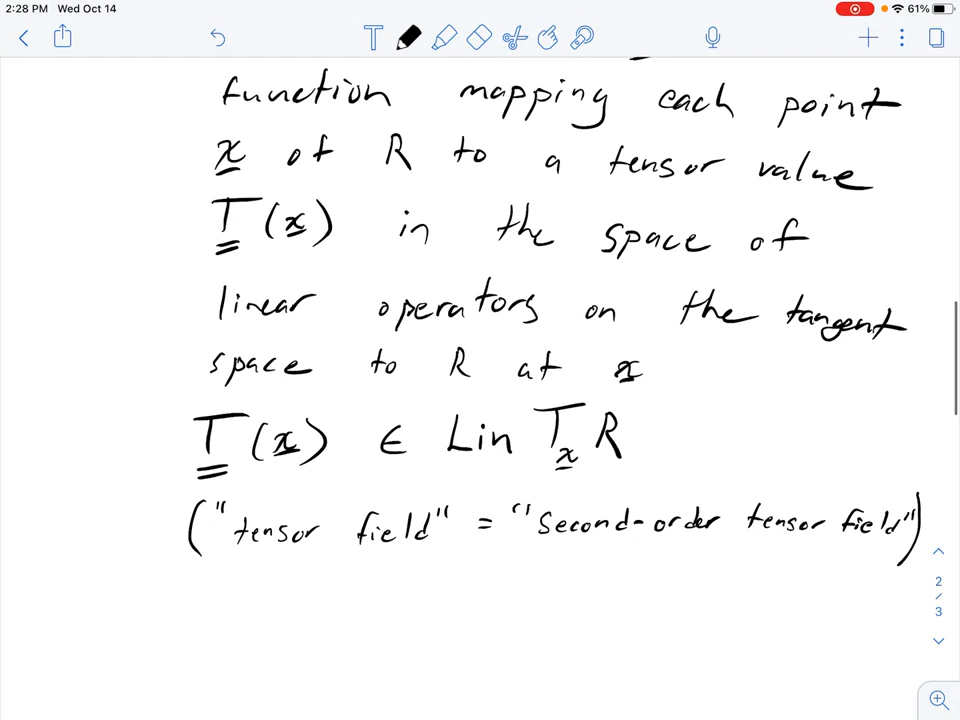 2:28 PM Wed Oct 14
61%
T
function mapping each point
x of R to a tensor value
T(x) in the space of
linear operators on the tangent
space to R at x
T(x) ∈ Lin TₓR
("tensor field" = "Second-order tensor field")
2
/
3